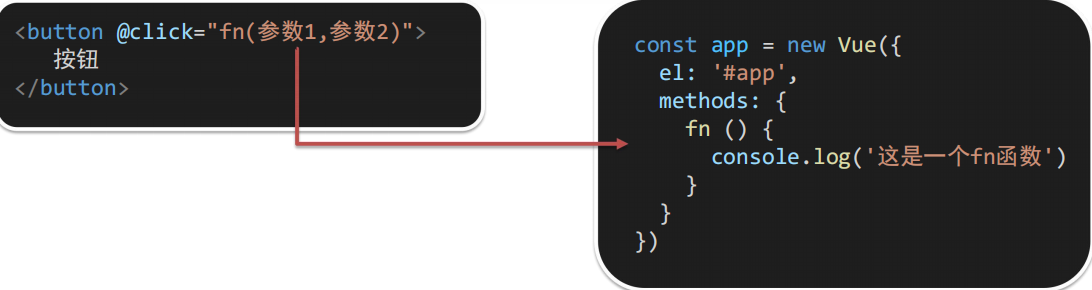 <button @click="fn(参数1,参数2)">
按钮
</button>
const app = new Vue({
el: '#app',
methods: {
fn () {
console.log('这是一个fn函数')
}
}
})